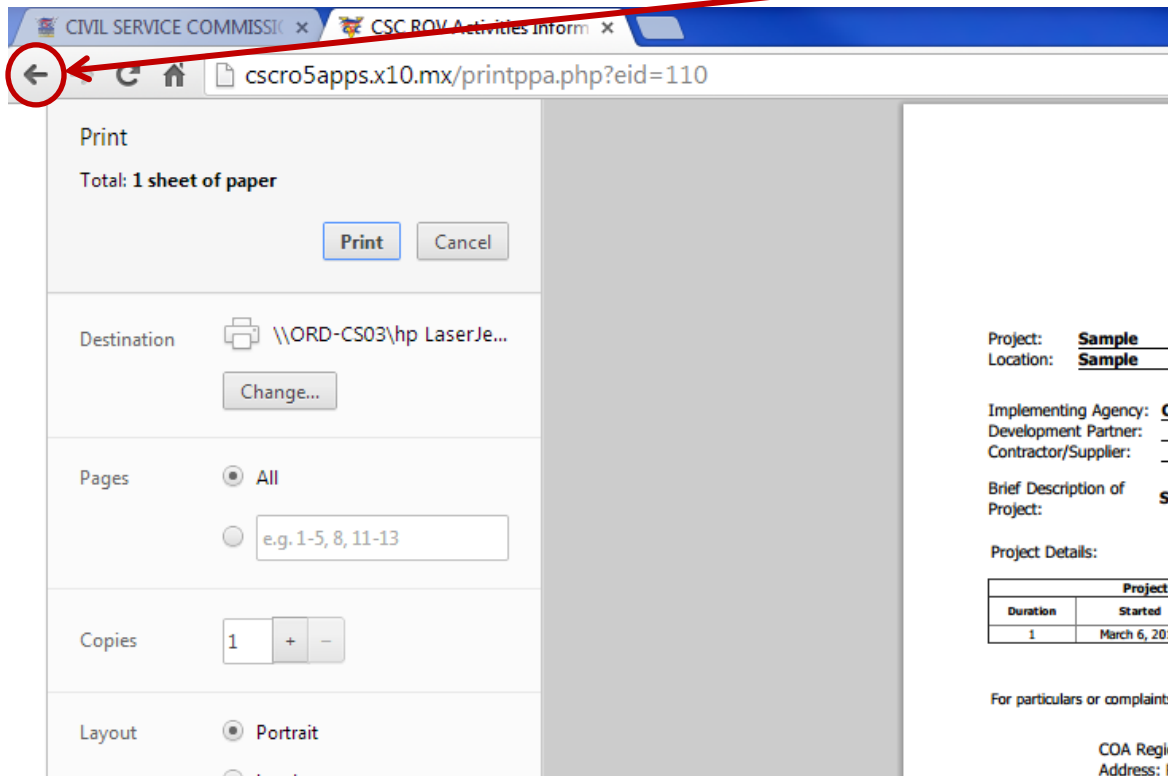 CIVIL SERVICE COMMISSI
CSC ROV Activities Inform
cscro5apps.x10.mx/printppa.php?eid=110
Print
Total: 1 sheet of paper
Print Cancel
Destination \\ORD-CS03\hp LaserJe...
Change...
Pages All
e.g. 1-5, 8, 11-13
Copies 1 + −
Layout Portrait
Project: Sample
Location: Sample
Implementing Agency:
Development Partner:
Contractor/Supplier:
Brief Description of
Project:
Project Details:
Project
Duration Started
1 March 6, 20
For particulars or complaints
COA Regi
Address: